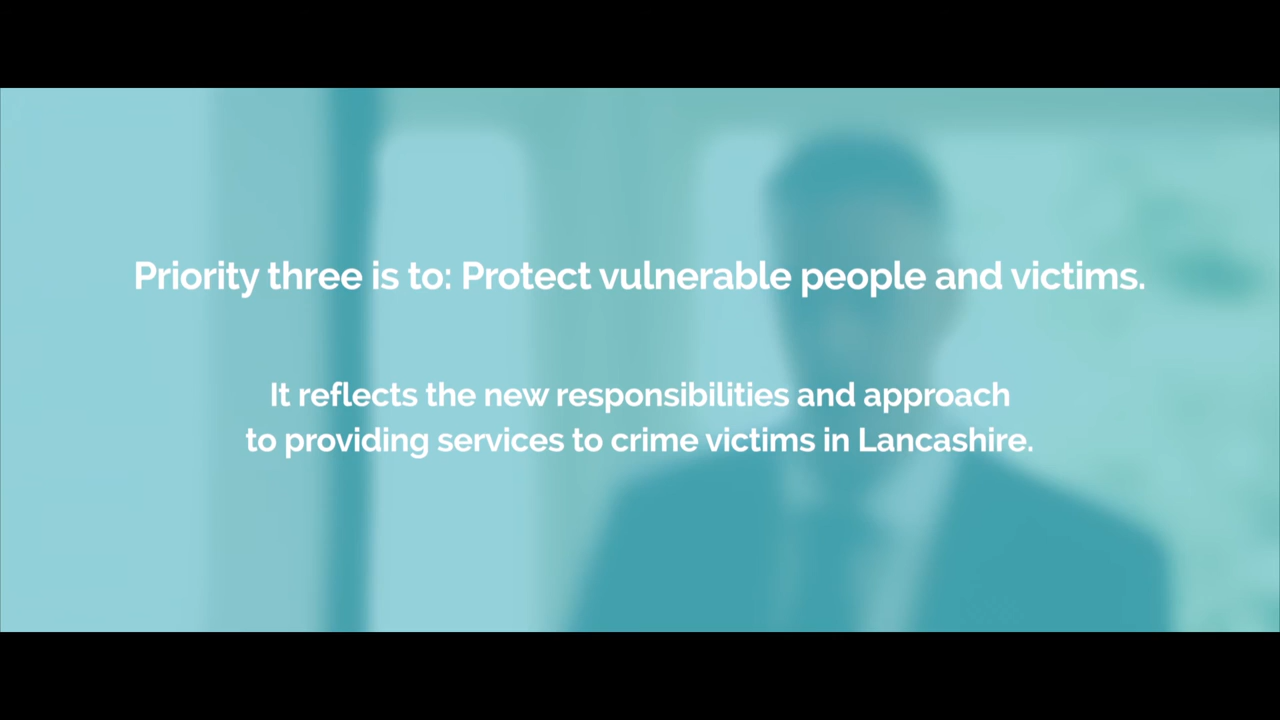 Priority three is to: Protect vulnerable people and victims.
It reflects the new responsibilities and approach
to providing services to crime victims in Lancashire.